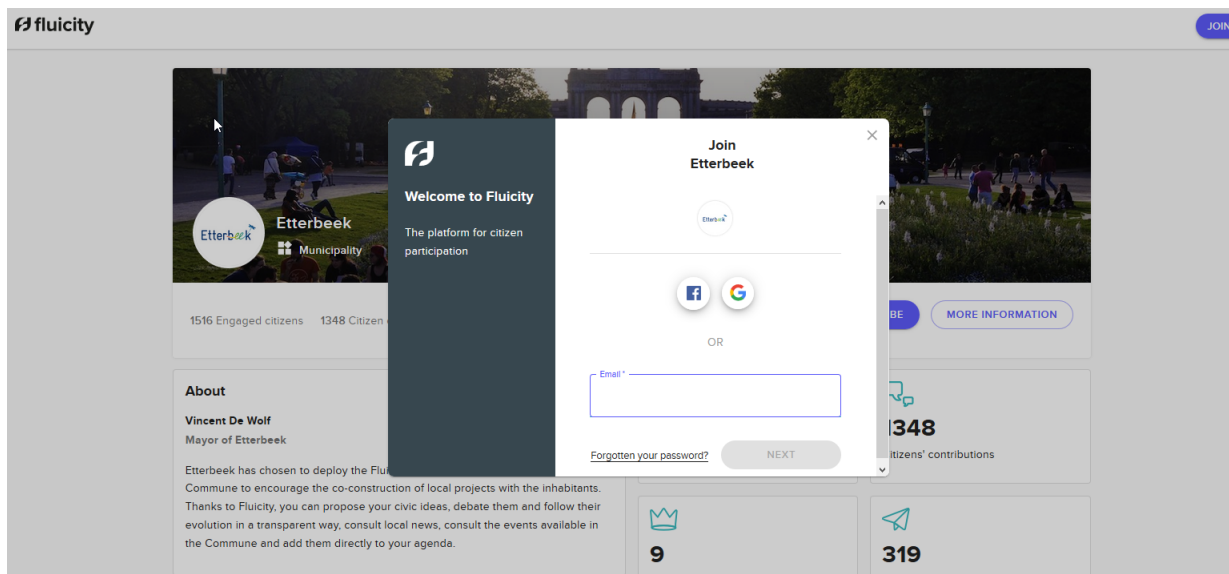 fluicity
JOIN
Etterbeek
Etterbeek
Municipality
1516 Engaged citizens 1348 Citizen
BE
MORE INFORMATION
Welcome to Fluicity
The platform for citizen
participation
Join
Etterbeek
Etterbeek
OR
Email *
Forgotten your password?
NEXT
About
Vincent De Wolf
Mayor of Etterbeek
Etterbeek has chosen to deploy the
Commune to encourage the co-construction of local projects with the inhabitants.
Thanks to Fluicity, you can propose your civic ideas, debate them and follow their
evolution in a transparent way, consult local news, consult the events available in
the Commune and add them directly to your agenda.
1348
citizens' contributions
9
319